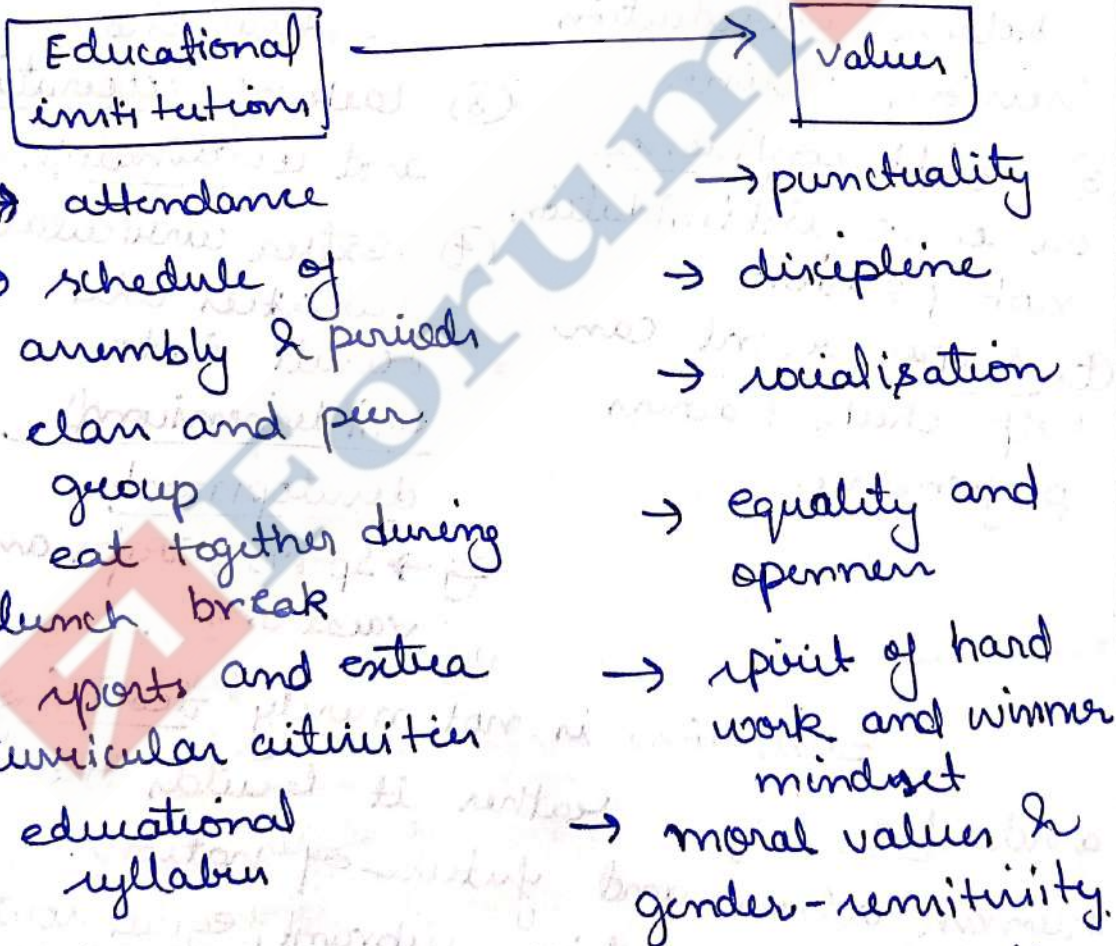 Educational
institutions
→
values
→ attendance
→ punctuality
→ schedule of
assembly & periods
→ discipline
class and peer
group
→ socialisation
eat together during
lunch break
→ equality and
openness
sports and extra
curricular activities
→ spirit of hard
work and winner
mindset
educational
syllabus
→ moral values &
gender-sensitivity.
Forum